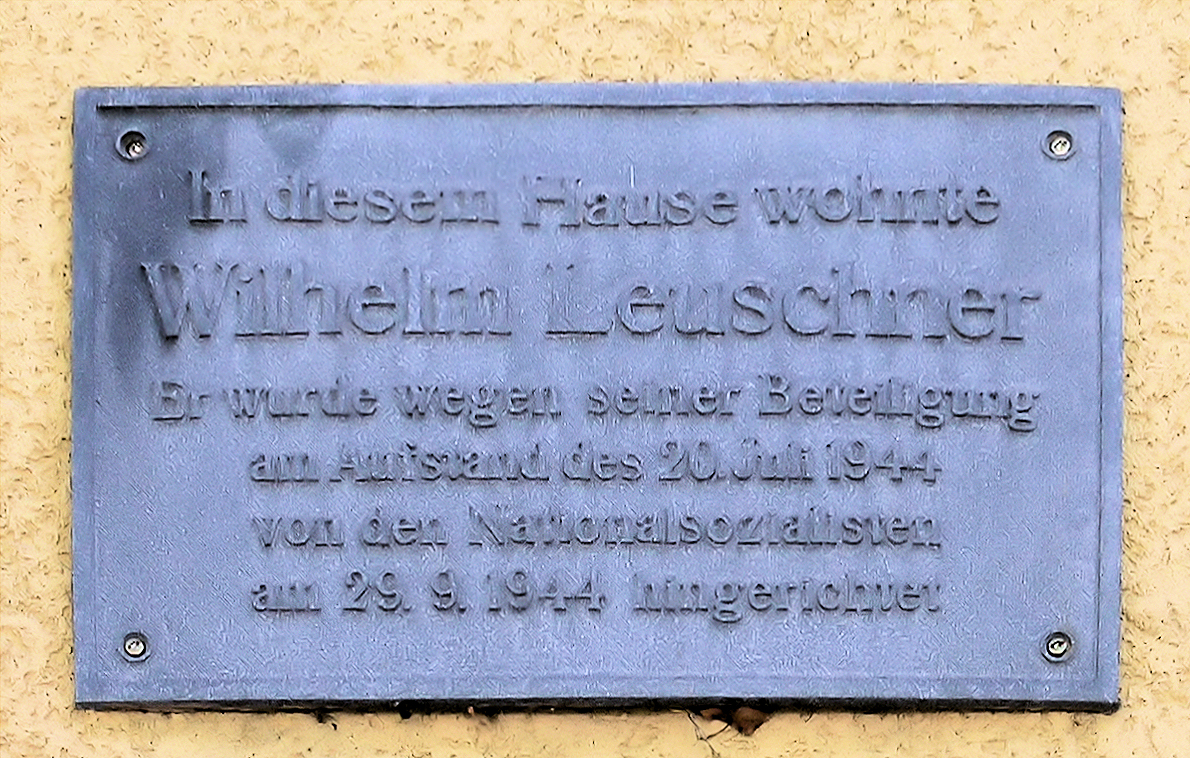 In diesem Hause wohnte
Wilhelm Leuschner
Er wurde wegen seiner Beteiligung
am Aufstand des 20. Juli 1944
von den Nationalsozialisten
am 29. 9. 1944 hingerichtet